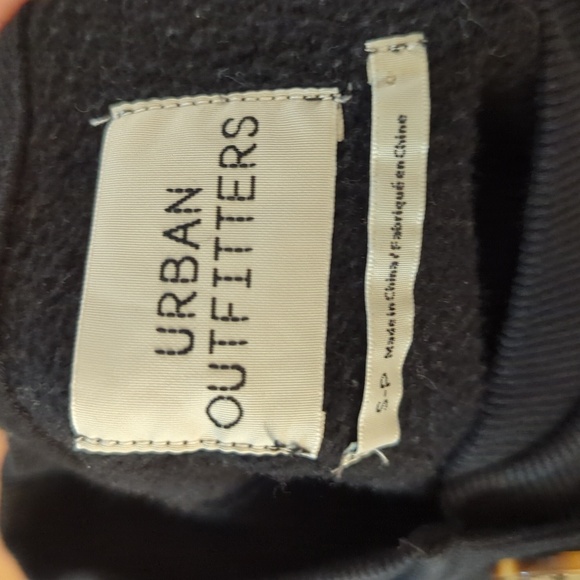 URBAN
OUTFITTERS
S-P Made in China / Fabriqué en Chine